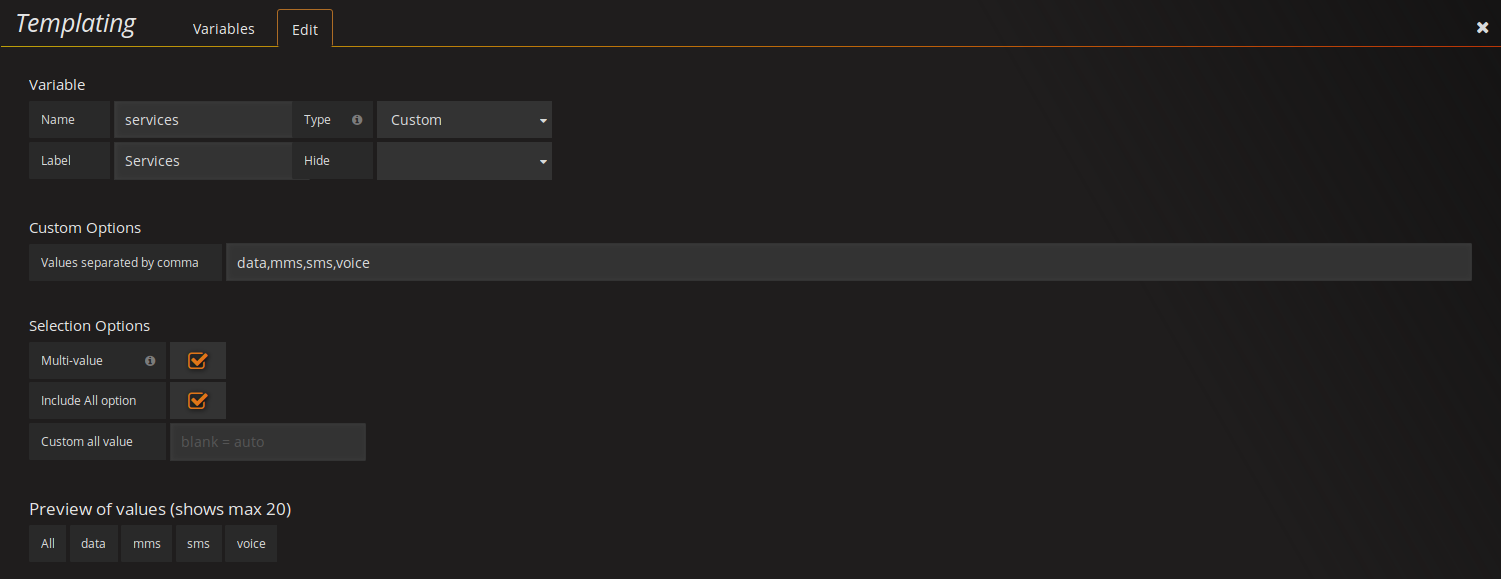 Templating Variables Edit
Variable
Name services Type Custom
Label Services Hide
Custom Options
Values separated by comma data,mms,sms,voice
Selection Options
Multi-value
Include All option
Custom all value blank = auto
Preview of values (shows max 20)
All data mms sms voice